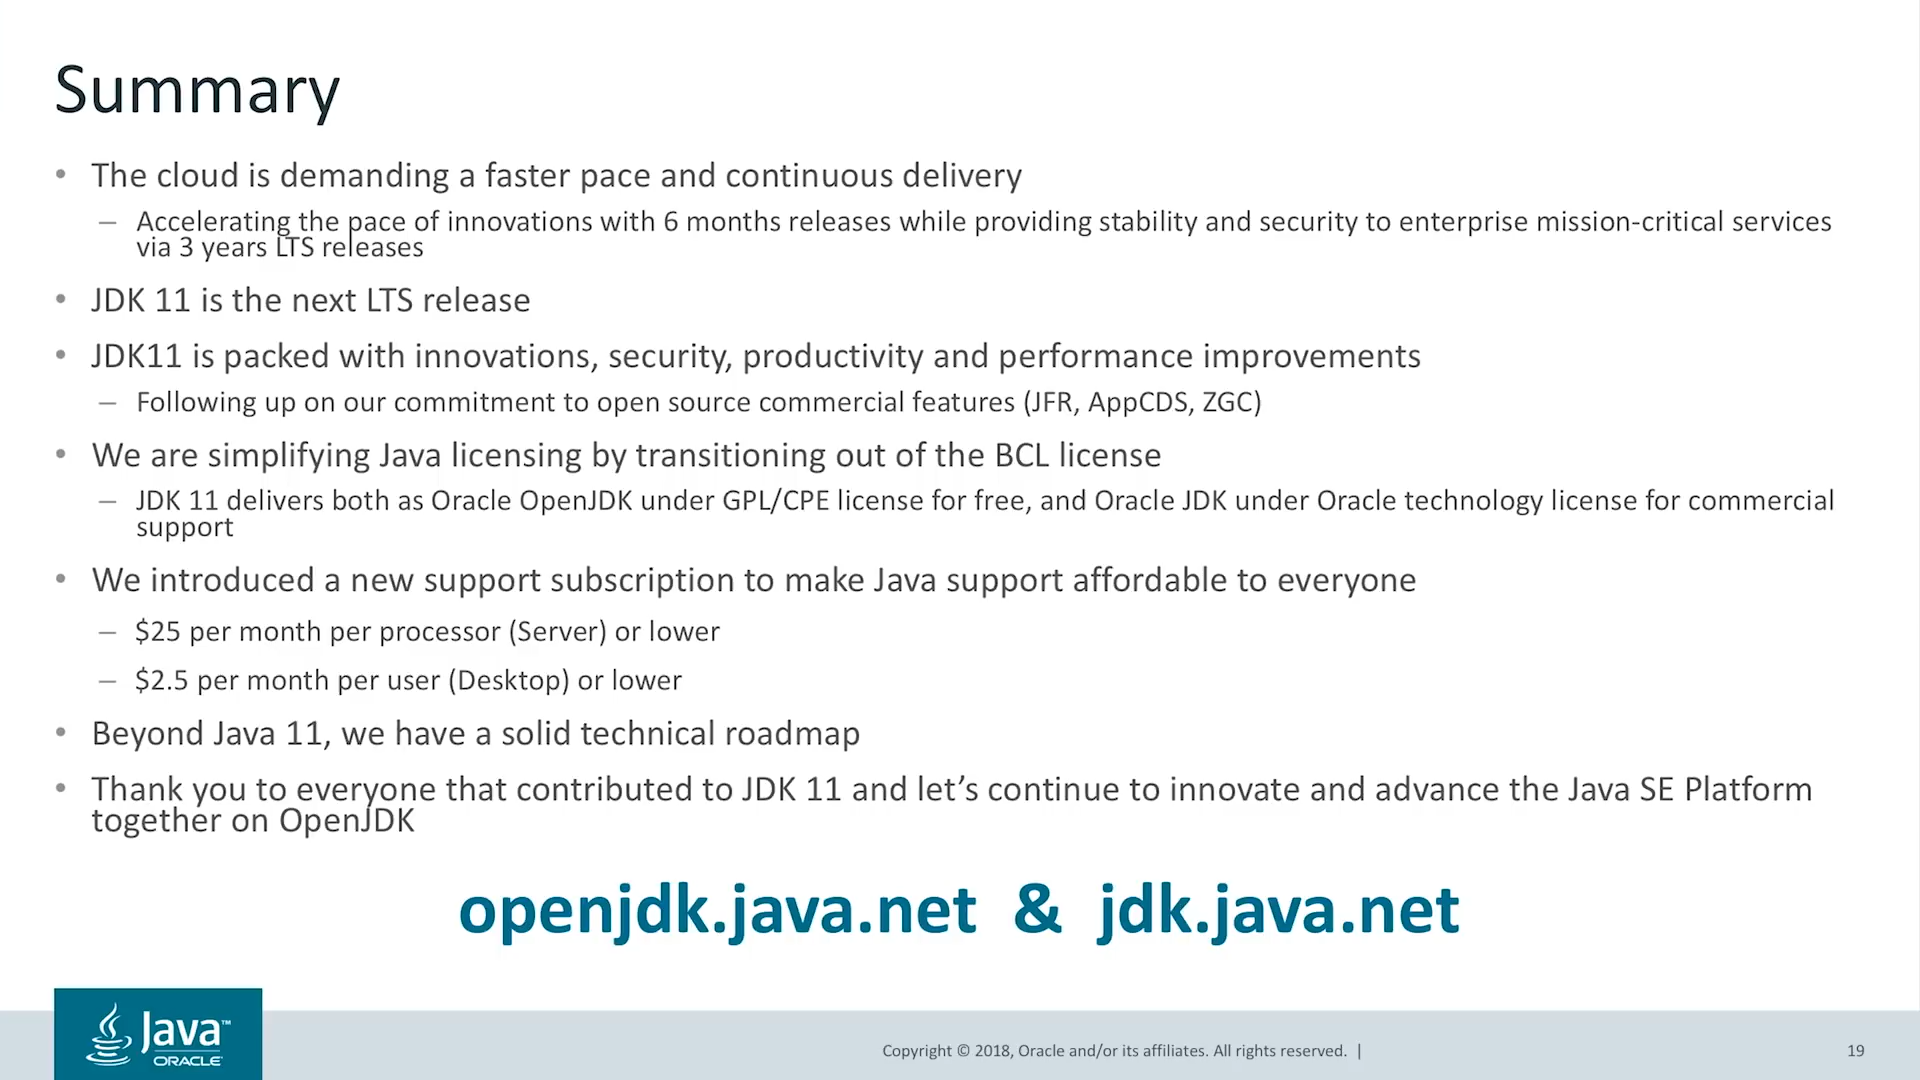 Summary
• The cloud is demanding a faster pace and continuous delivery
– Accelerating the pace of innovations with 6 months releases while providing stability and security to enterprise mission-critical services
via 3 years LTS releases
• JDK 11 is the next LTS release
• JDK11 is packed with innovations, security, productivity and performance improvements
– Following up on our commitment to open source commercial features (JFR, AppCDS, ZGC)
• We are simplifying Java licensing by transitioning out of the BCL license
– JDK 11 delivers both as Oracle OpenJDK under GPL/CPE license for free, and Oracle JDK under Oracle technology license for commercial
support
• We introduced a new support subscription to make Java support affordable to everyone
– $25 per month per processor (Server) or lower
– $2.5 per month per user (Desktop) or lower
• Beyond Java 11, we have a solid technical roadmap
• Thank you to everyone that contributed to JDK 11 and let’s continue to innovate and advance the Java SE Platform
together on OpenJDK
openjdk.java.net & jdk.java.net
Java™
ORACLE
Copyright © 2018, Oracle and/or its affiliates. All rights reserved. |
19